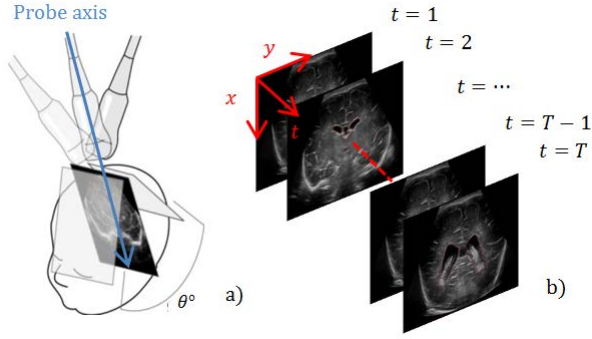 Probe axis
θ°
a)
t = 1
t = 2
t = ⋯
t = T − 1
t = T
y
x
t
b)